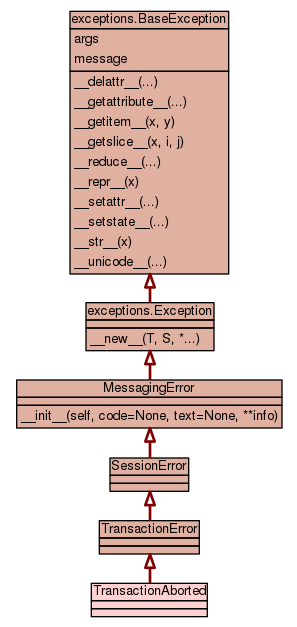 exceptions.BaseException
args
message
__delattr__(...)
__getattribute__(...)
__getitem__(x, y)
__getslice__(x, i, j)
__reduce__(...)
__repr__(x)
__setattr__(...)
__setstate__(...)
__str__(x)
__unicode__(...)
exceptions.Exception
__new__(T, S, *...)
MessagingError
__init__(self, code=None, text=None, **info)
SessionError
TransactionError
TransactionAborted